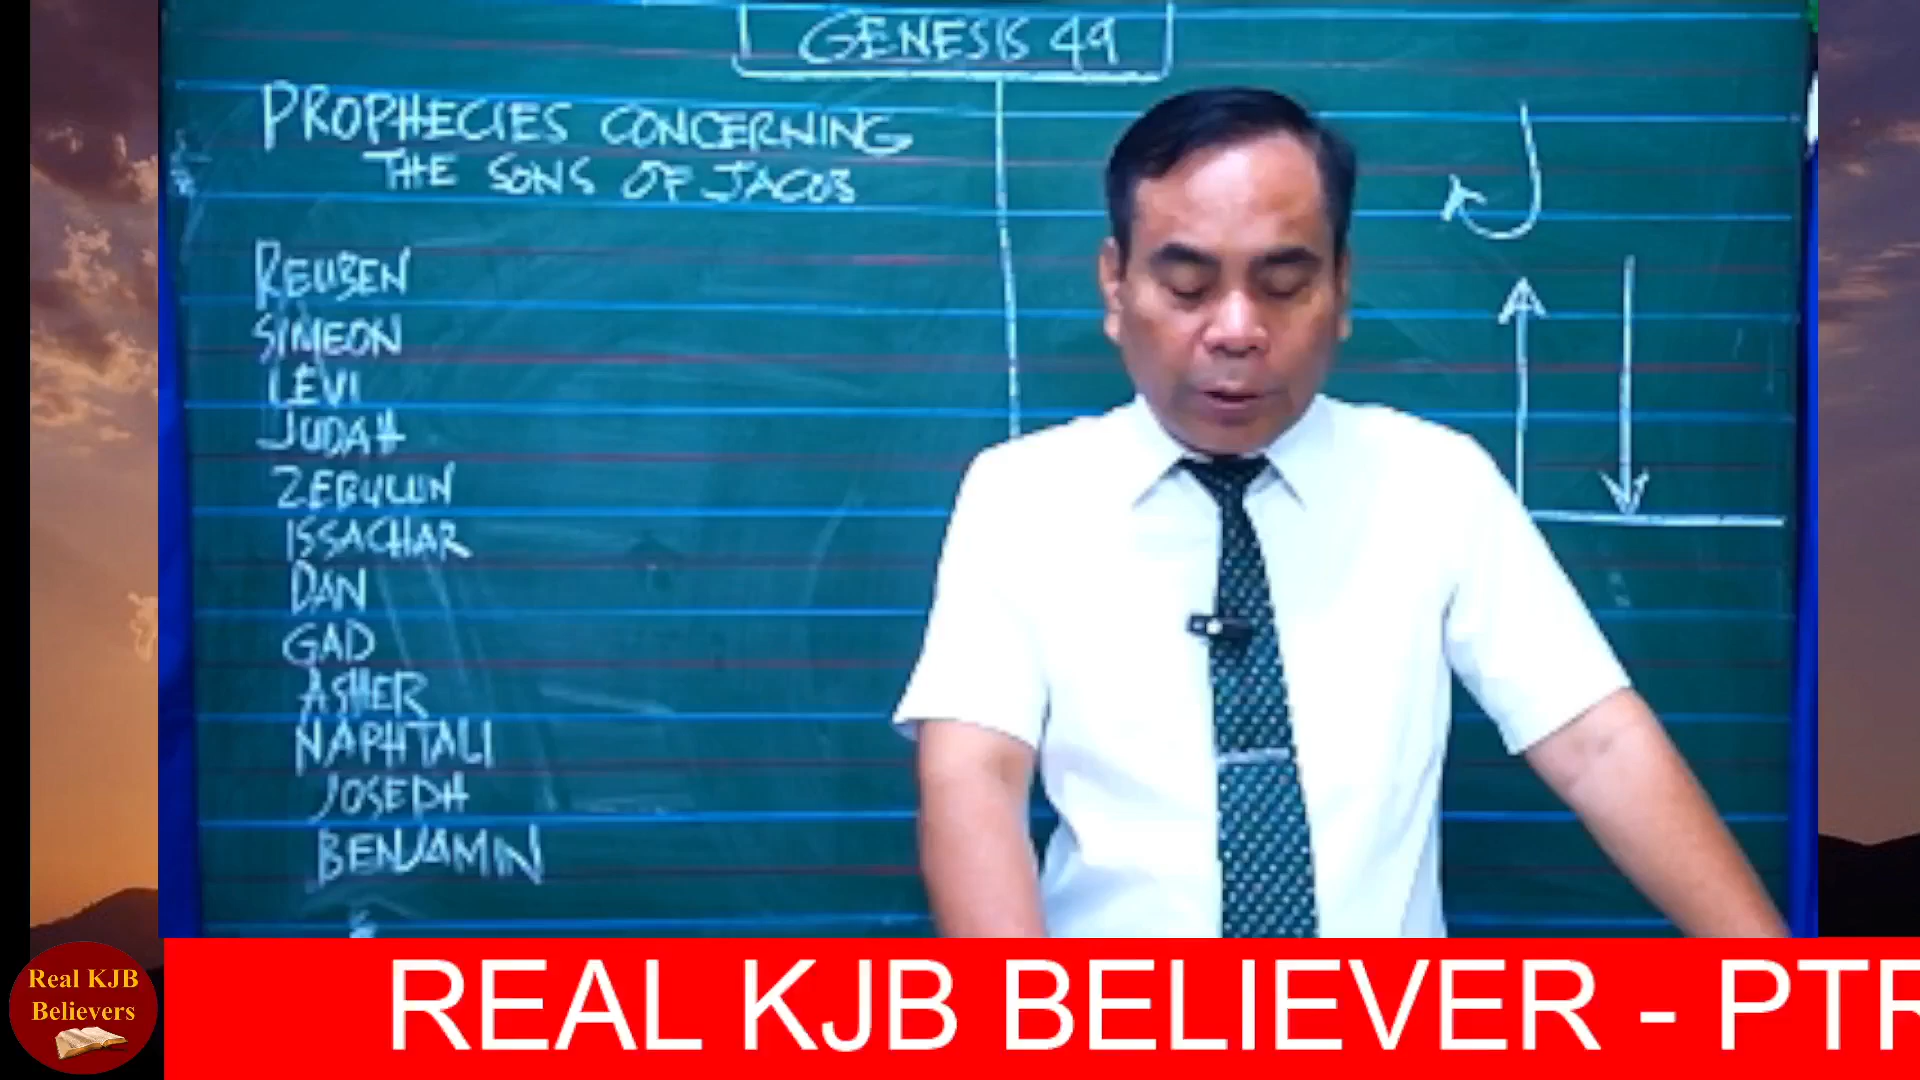 GENESIS 49
PROPHECIES CONCERNING
THE SONS OF JACOB
REUBEN
SIMEON
LEVI
JUDAH
ZEBULUN
ISSACHAR
DAN
GAD
ASHER
NAPHTALI
JOSEPH
BENJAMIN
Real KJB
Believers
REAL KJB BELIEVER - PTR